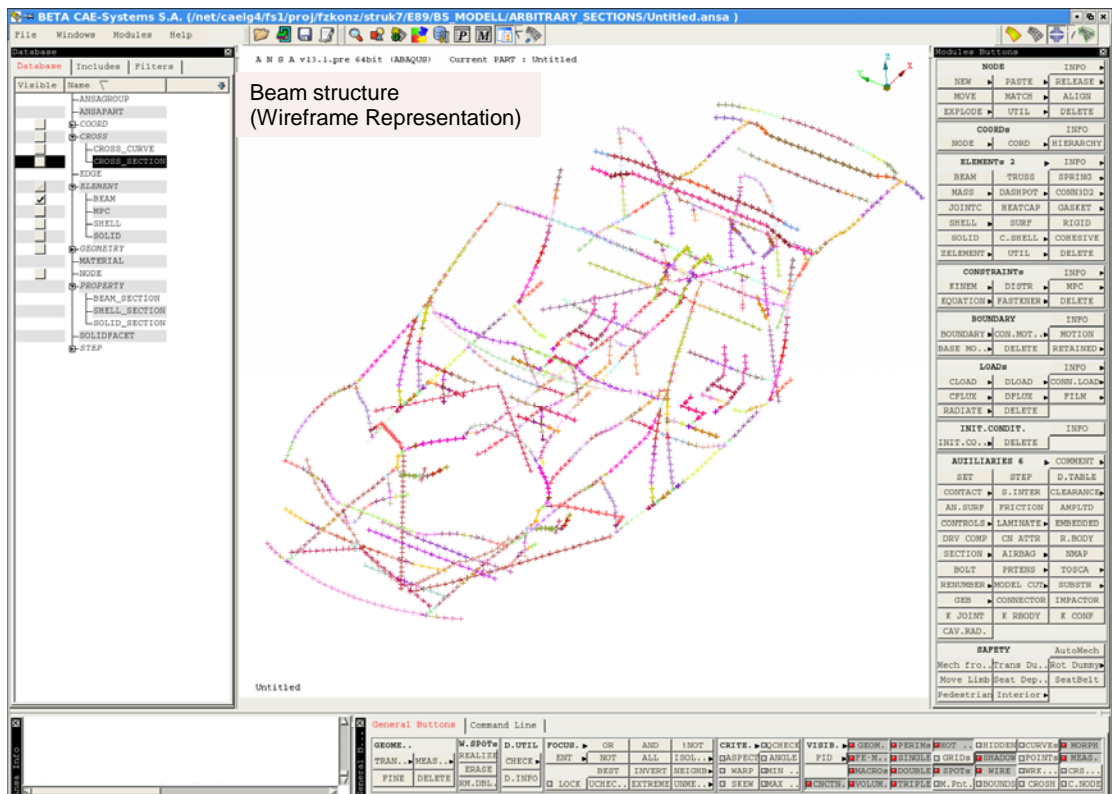 BETA CAE-Systems S.A. (/net/caeig4/fs1/proj/fzkonz/struk7/E89/BS_MODELL/ARBITRARY_SECTIONS/Untitled.ansa )
File Windows Modules Help
Database
Database Includes Filters
Visible Name
ANSAGROUP
ANSAPART
COORD
CROSS
CROSS_CURVE
CROSS_SECTION
EDGE
ELEMENT
BEAM
MPC
SHELL
SOLID
GEOMETRY
MATERIAL
NODE
PROPERTY
BEAM_SECTION
SHELL_SECTION
SOLID_SECTION
SOLIDFACET
STEP
A N S A v13.1.pre 64bit (ABAQUS) Current PART : Untitled
Beam structure
(Wireframe Representation)
Z
X
Y
Untitled
Modules Buttons
NODE INFO
NEW PASTE RELEASE
MOVE MATCH ALIGN
EXPLODE UTIL DELETE
COORDs INFO
NODE CORD HIERARCHY
ELEMENTs 2 INFO
BEAM TRUSS SPRING
MASS DASHPOT CONN3D2
JOINTC HEATCAP GASKET
SHELL SURF RIGID
SOLID C.SHELL COHESIVE
ZELEMENT UTIL DELETE
CONSTRAINTs INFO
KINEM DISTR MPC
EQUATION FASTENER DELETE
BOUNDARY INFO
BOUNDARY CON.MOT.. MOTION
BASE MO.. DELETE RETAINED
LOADs INFO
CLOAD DLOAD CONN.LOAD
CFLUX DFLUX FILM
RADIATE DELETE
INIT.CONDIT. INFO
INIT.CO.. DELETE
AUXILIARIES 6 COMMENT
SET STEP D.TABLE
CONTACT S.INTER CLEARANCE
AN.SURF FRICTION AMPLTD
CONTROLS LAMINATE EMBEDDED
DRV COMP CN ATTR R.BODY
SECTION AIRBAG NMAP
BOLT PRTENS TOSCA
RENUMBER MODEL CUT SUBSTR
GEB CONNECTOR IMPACTOR
K JOINT K RBODY K CONF
CAV.RAD.
SAFETY AutoMech
Mech fro.. Trans Du.. Rot Dummy
Move Limb Seat Dep.. SeatBelt
Pedestrian Interior
Ansa Info
General B...
General Buttons Command Line
GEOME.. W.SPOTs D.UTIL FOCUS. OR AND !NOT CRITE. QCHECK VISIB. GEOM. PERIMs HOT .. HIDDEN CURVEs MORPH
TRAN.. MEAS.. REALIZE CHECK ENT NOT ALL ISOL.. ASPECT ANGLE PID FE-M.. SINGLE GRIDs SHADOW POINTs MEAS.
ERASE BEST INVERT NEIGHB WARP MIN .. MACROs DOUBLE SPOTs WIRE WRK... CRS...
FINE DELETE RM.DBL. D.INFO LOCK UCHEC.. EXTREME UNME.. SKEW MAX .. CNCTN. VOLUM. TRIPLE M.Pnt. BOUNDS CROSH C.NODE